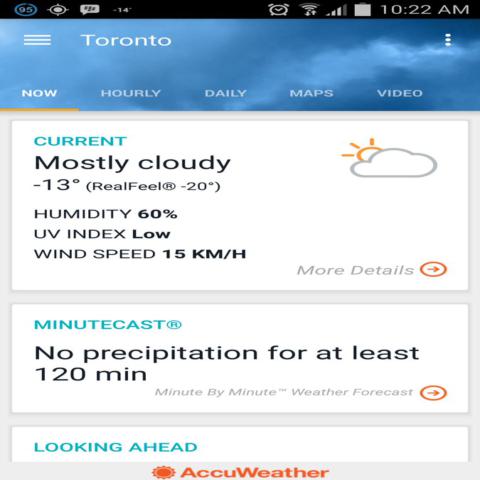 95 -14° 10:22 AM
Toronto
NOW HOURLY DAILY MAPS VIDEO
CURRENT
Mostly cloudy
-13° (RealFeel® -20°)
HUMIDITY 60%
UV INDEX Low
WIND SPEED 15 KM/H
More Details
MINUTECAST®
No precipitation for at least
120 min
Minute By Minute™ Weather Forecast
LOOKING AHEAD
AccuWeather